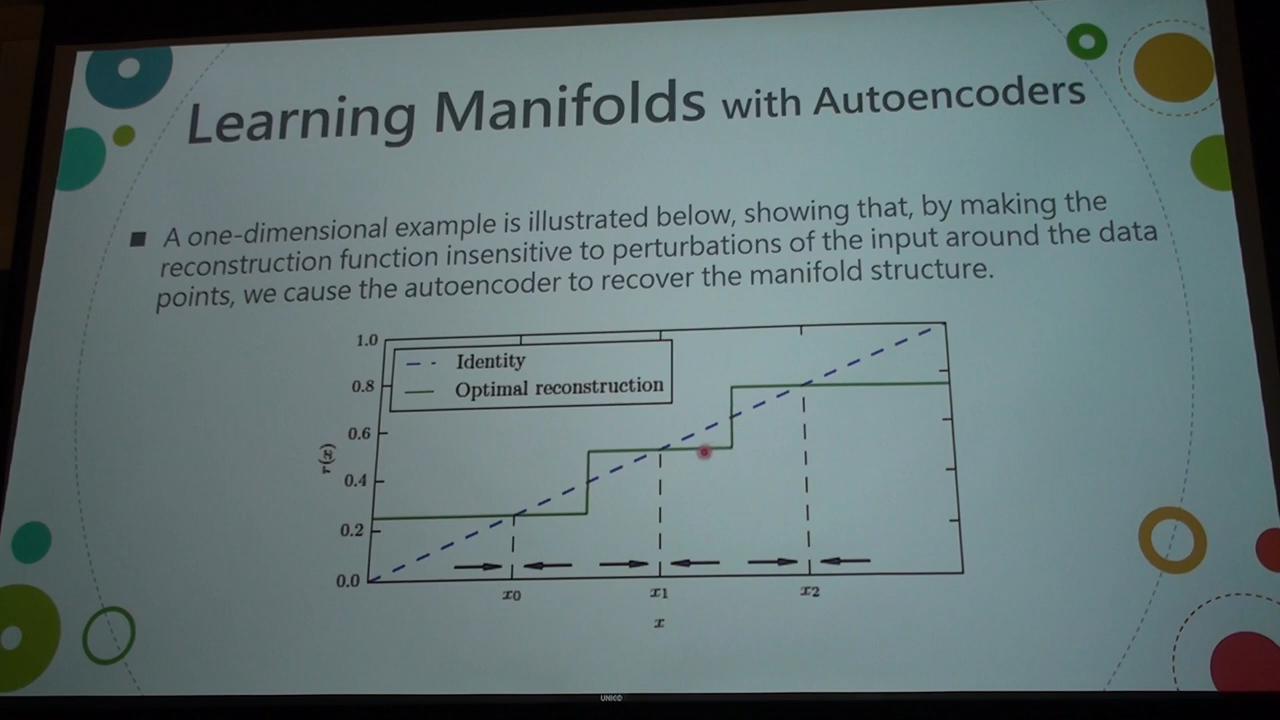 Learning Manifolds with Autoencoders
■ A one-dimensional example is illustrated below, showing that, by making the
reconstruction function insensitive to perturbations of the input around the data
points, we cause the autoencoder to recover the manifold structure.
1.0
0.8
0.6
0.4
0.2
0.0
r(x)
Identity
Optimal reconstruction
x0
x1
x2
x
UNICO